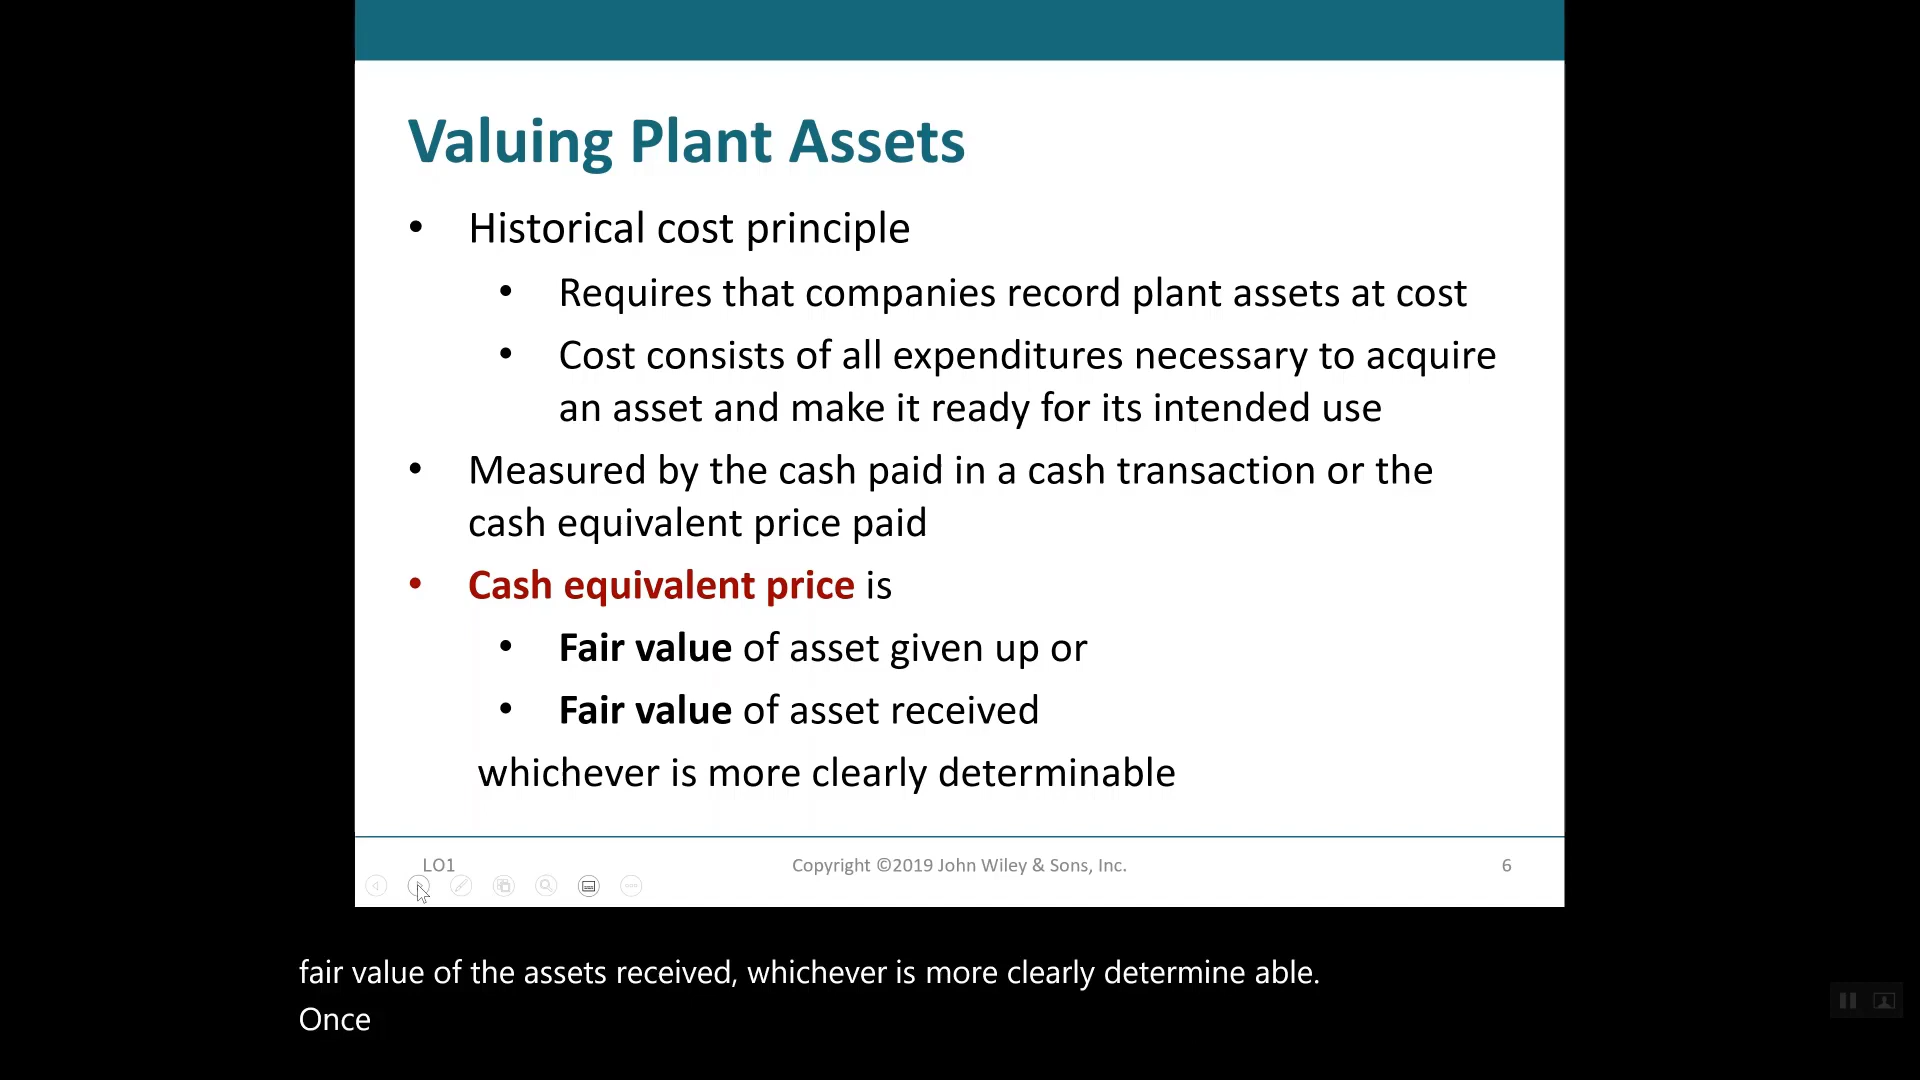 Valuing Plant Assets
• Historical cost principle
• Requires that companies record plant assets at cost
• Cost consists of all expenditures necessary to acquire
an asset and make it ready for its intended use
• Measured by the cash paid in a cash transaction or the
cash equivalent price paid
• Cash equivalent price is
• Fair value of asset given up or
• Fair value of asset received
whichever is more clearly determinable
LO1 Copyright ©2019 John Wiley & Sons, Inc. 6
fair value of the assets received, whichever is more clearly determine able.
Once